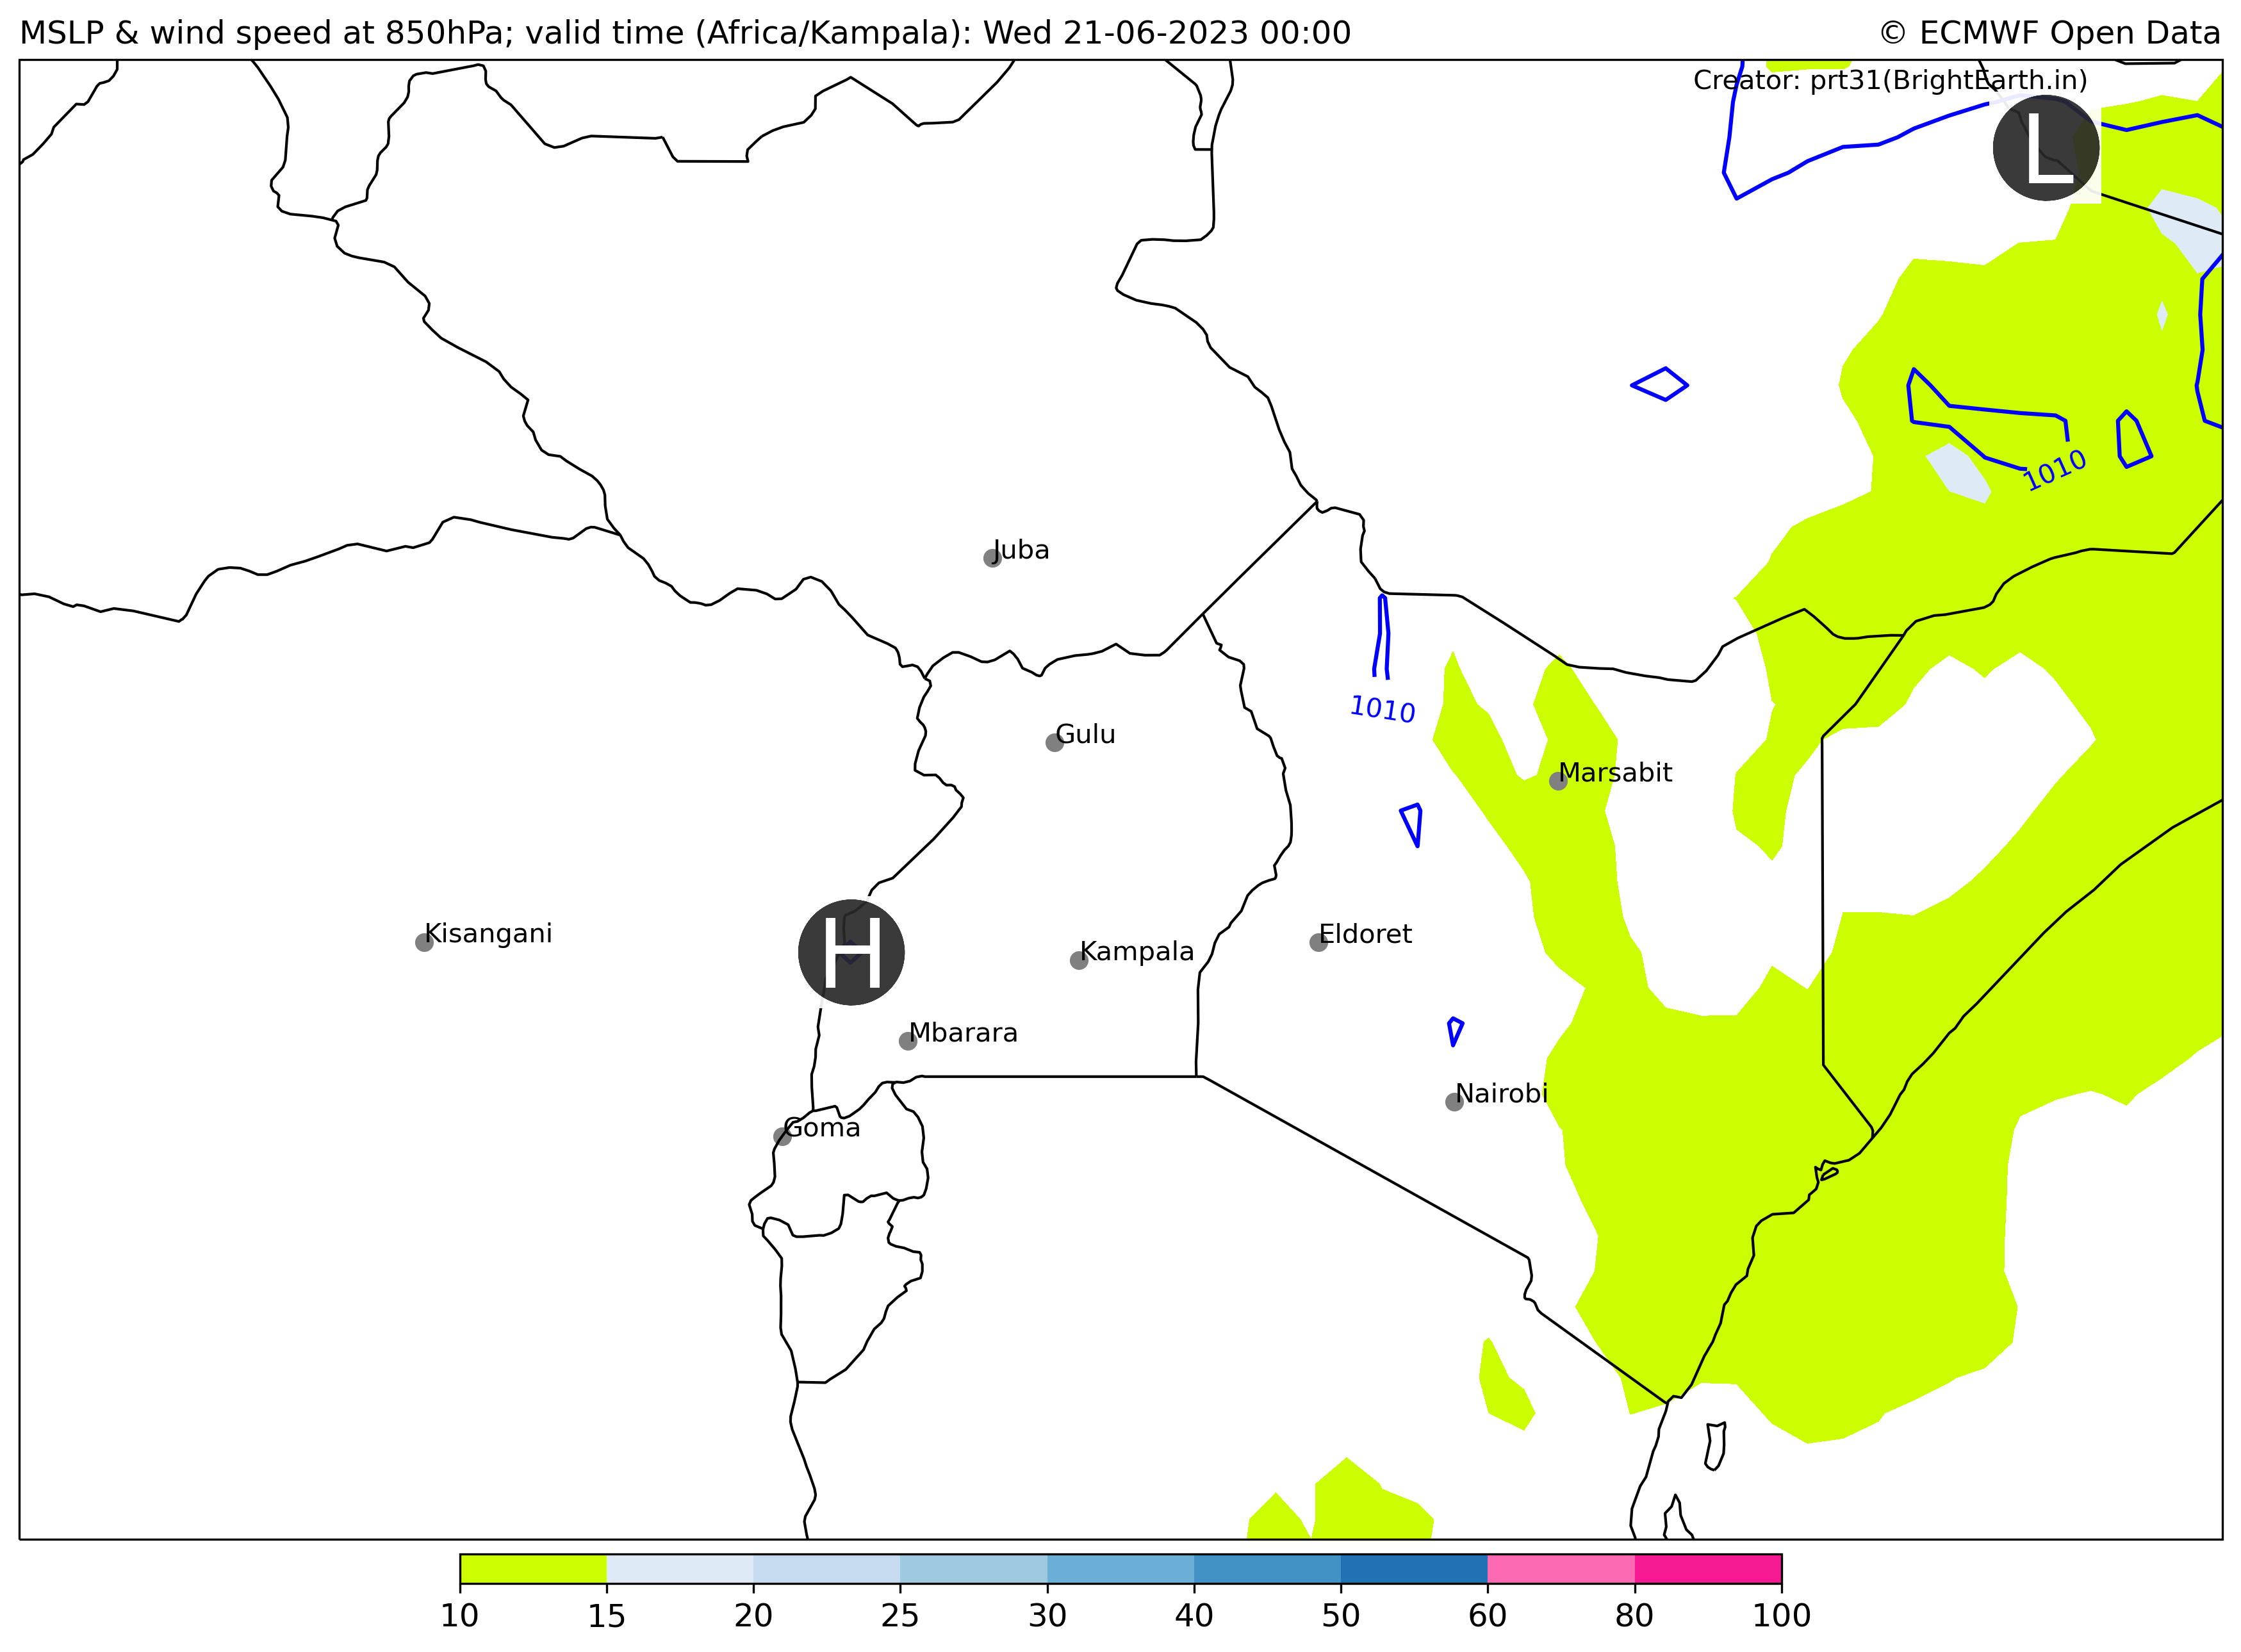 MSLP & wind speed at 850hPa; valid time (Africa/Kampala): Wed 21-06-2023 00:00
© ECMWF Open Data
Creator: prt31(BrightEarth.in)
L
1010
Juba
1010
Gulu
Marsabit
Kisangani
H
Kampala
Eldoret
Mbarara
Nairobi
Goma
10 15 20 25 30 40 50 60 80 100